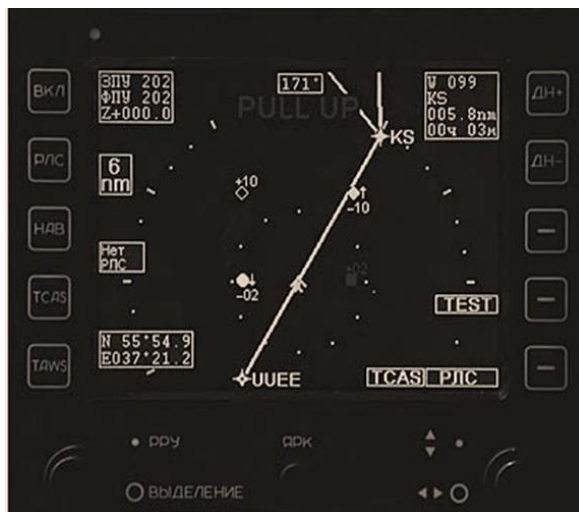 ЗПУ 202
ФПУ 202
Z+000.0
171°
W 099
KS
005.8nm
00ч 03м
PULL UP
KS
6
nm
+10
-10
Нет
РЛС
-02
+02
TEST
N 55°54.9
E037°21.2
UUEE
TCAS
РЛС
ВКЛ
РЛС
НАВ
TCAS
TAWS
ДН+
ДН-
РРУ
ЯРК
ВЫДЕЛЕНИЕ